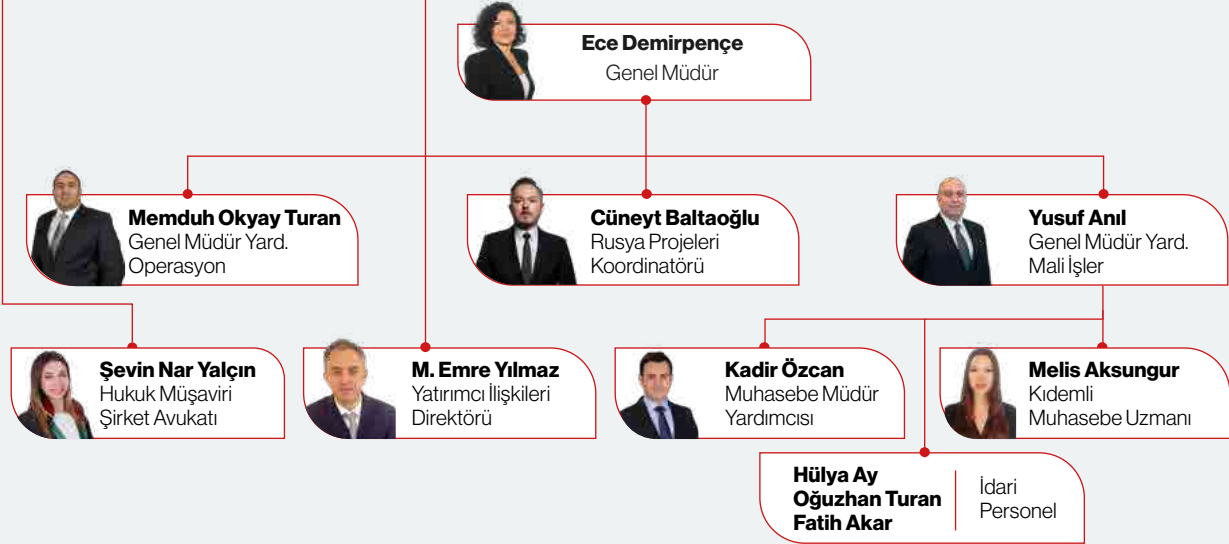 Ece Demirpençe
Genel Müdür
Memduh Okyay Turan
Genel Müdür Yard.
Operasyon
Cüneyt Baltaoğlu
Rusya Projeleri
Koordinatörü
Yusuf Anıl
Genel Müdür Yard.
Mali İşler
Şevin Nar Yalçın
Hukuk Müşaviri
Şirket Avukatı
M. Emre Yılmaz
Yatırımcı İlişkileri
Direktörü
Kadir Özcan
Muhasebe Müdür
Yardımcısı
Melis Aksungur
Kıdemli
Muhasebe Uzmanı
Hülya Ay
Oğuzhan Turan
Fatih Akar
İdari
Personel